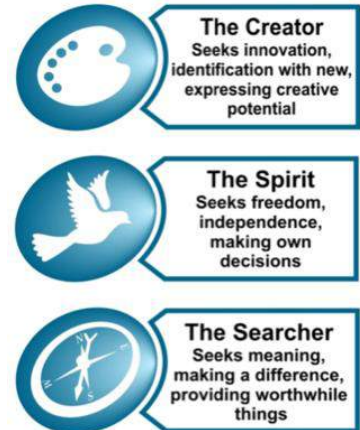 The Creator
Seeks innovation,
identification with new,
expressing creative
potential
The Spirit
Seeks freedom,
independence,
making own
decisions
N
E
S
W
The Searcher
Seeks meaning,
making a difference,
providing worthwhile
things